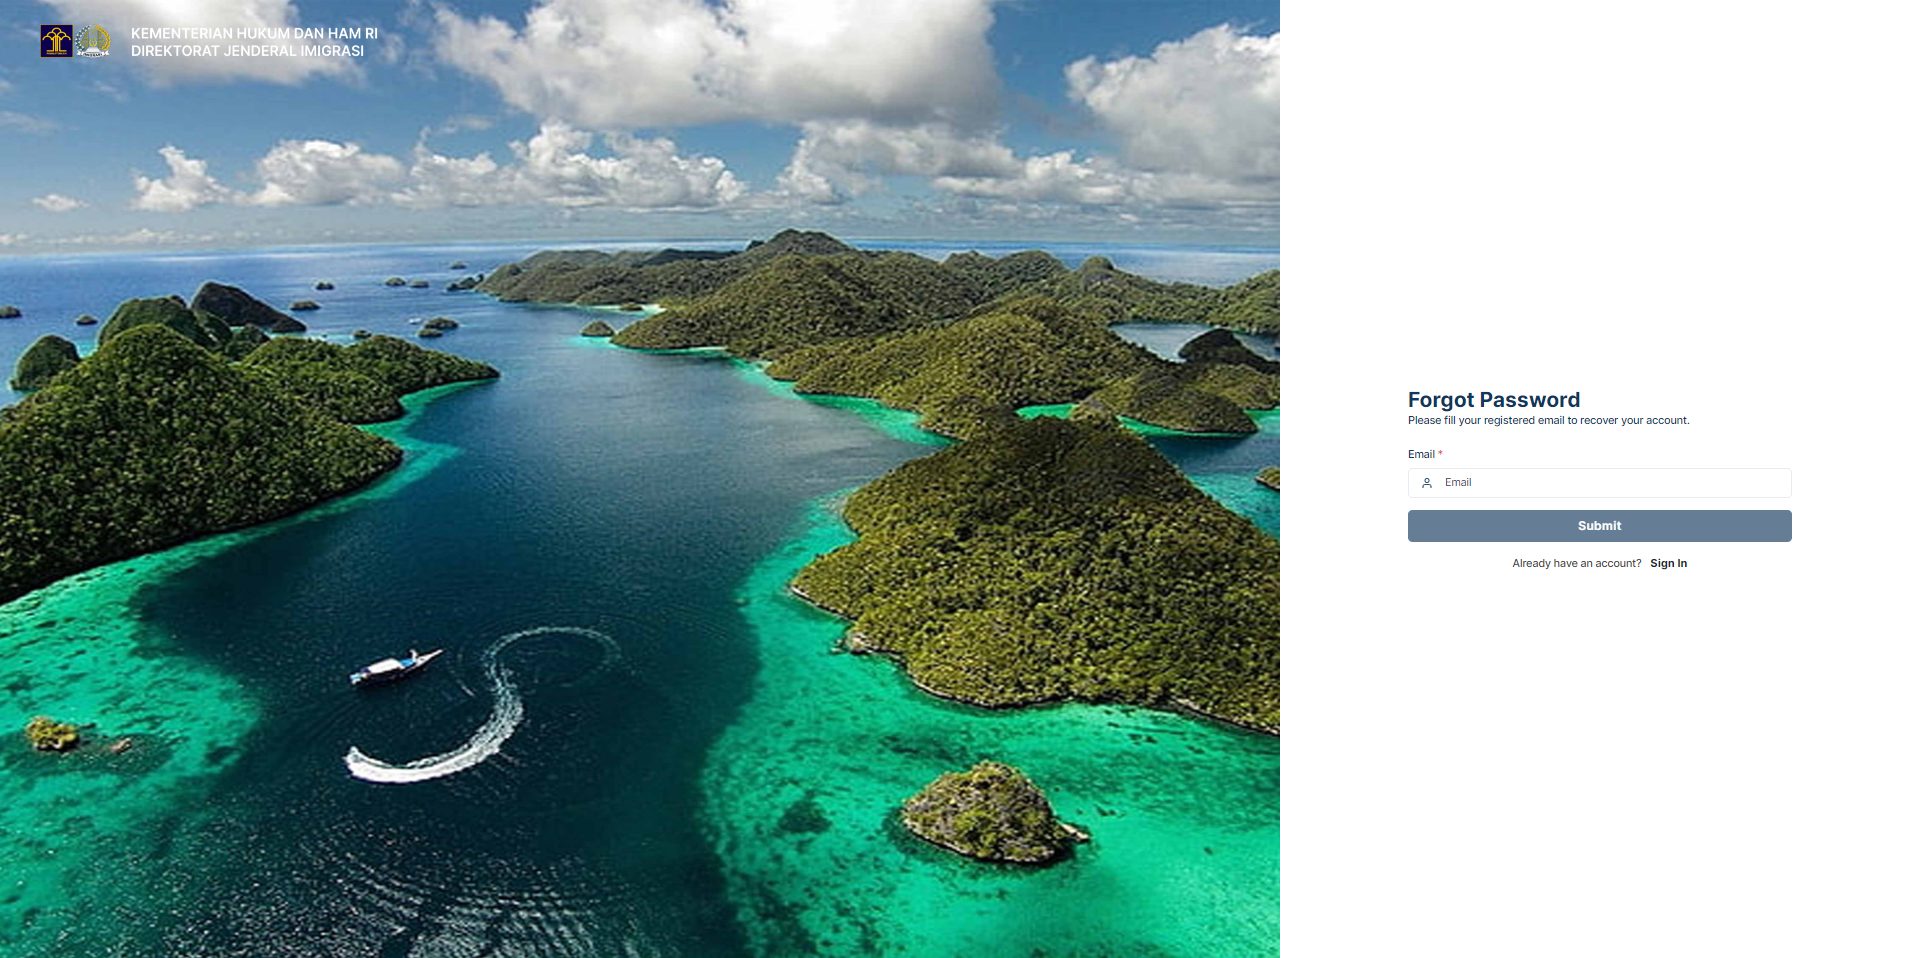 KEMENTERIAN HUKUM DAN HAM RI
DIREKTORAT JENDERAL IMIGRASI
Forgot Password
Please fill your registered email to recover your account.
Email *
Email
Submit
Already have an account? Sign In